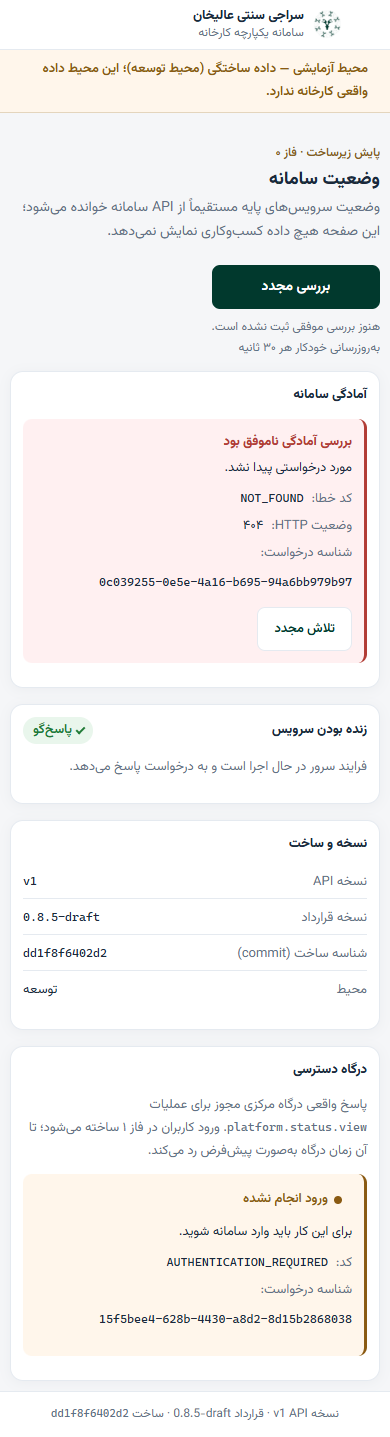 سراجی سنتی عالیخان
سامانه یکپارچه کارخانه
محیط آزمایشی — داده ساختگی (محیط توسعه)؛ این محیط داده
واقعی کارخانه ندارد.
پایش زیرساخت · فاز ۰
وضعیت سامانه
وضعیت سرویس‌های پایه مستقیماً از API سامانه خوانده می‌شود؛
این صفحه هیچ داده کسب‌وکاری نمایش نمی‌دهد.
بررسی مجدد
هنوز بررسی موفقی ثبت نشده است.
به‌روزرسانی خودکار هر ۳۰ ثانیه
آمادگی سامانه
بررسی آمادگی ناموفق بود
مورد درخواستی پیدا نشد.
کد خطا: NOT_FOUND
وضعیت HTTP: ۴۰۴
شناسه درخواست:
0c039255-0e5e-4a16-b695-94a6bb979b97
تلاش مجدد
زنده بودن سرویس
پاسخ‌گو
فرایند سرور در حال اجرا است و به درخواست پاسخ می‌دهد.
نسخه و ساخت
نسخه API v1
نسخه قرارداد 0.8.5-draft
شناسه ساخت (commit) dd1f8f6402d2
محیط توسعه
درگاه دسترسی
پاسخ واقعی درگاه مرکزی مجوز برای عملیات
platform.status.view. ورود کاربران در فاز ۱ ساخته می‌شود؛ تا
آن زمان درگاه به‌صورت پیش‌فرض رد می‌کند.
ورود انجام نشده
برای این کار باید وارد سامانه شوید.
کد: AUTHENTICATION_REQUIRED
شناسه درخواست:
15f5bee4-628b-4430-a8d2-8d15b2868038
نسخه API v1 · قرارداد 0.8.5-draft · ساخت dd1f8f6402d2